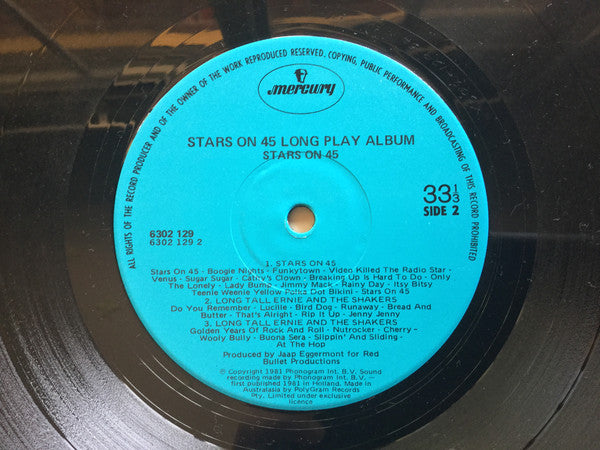 ALL RIGHTS OF THE RECORD PRODUCER AND OF THE OWNER OF THE WORK REPRODUCED RESERVED. COPYING, PUBLIC PERFORMANCE AND BROADCASTING OF THIS RECORD PROHIBITED
mercury
STARS ON 45 LONG PLAY ALBUM
STARS ON 45
33 1/3
SIDE 2
6302 129
6302 129 2
1. STARS ON 45
Stars On 45 - Boogie Nights - Funkytown - Video Killed The Radio Star -
Venus - Sugar Sugar - Cathy's Clown - Breaking Up Is Hard To Do - Only
The Lonely - Lady Bump - Jimmy Mack - Rainy Day - Itsy Bitsy
Teenie Weenie Yellow Polka Dot Bikini - Stars On 45
2. LONG TALL ERNIE AND THE SHAKERS
Do You Remember - Lucille - Bird Dog - Runaway - Bread And
Butter - That's Alright - Rip It Up - Jenny Jenny
3. LONG TALL ERNIE AND THE SHAKERS
Golden Years Of Rock And Roll - Nutrocker - Cherry -
Wooly Bully - Buona Sera - Slippin' And Sliding -
At The Hop
Produced by Jaap Eggermont for Red
Bullet Productions
Ⓟ Copyright 1981 Phonogram Int. B.V. Sound
recording made by Phonogram Int. B.V. -
first published 1981 in Holland. Made in
Australasia by PolyGram Records
Pty. Limited under exclusive
licence